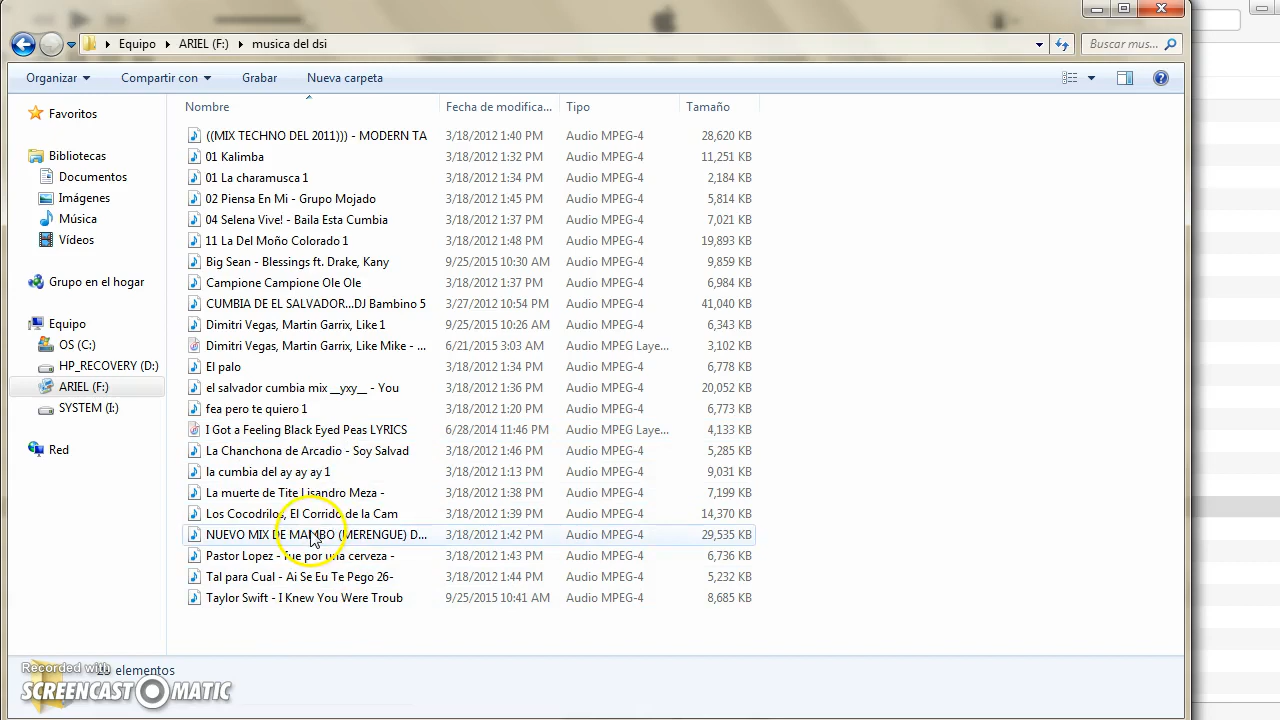 Equipo ARIEL (F:) musica del dsi Buscar mus...
Organizar Compartir con Grabar Nueva carpeta
Nombre Fecha de modifica... Tipo Tamaño
Favoritos
Bibliotecas
Documentos
Imágenes
Música
Vídeos
Grupo en el hogar
Equipo
OS (C:)
HP_RECOVERY (D:)
ARIEL (F:)
SYSTEM (I:)
Red
((MIX TECHNO DEL 2011))) - MODERN TA 3/18/2012 1:40 PM Audio MPEG-4 28,620 KB
01 Kalimba 3/18/2012 1:32 PM Audio MPEG-4 11,251 KB
01 La charamusca 1 3/18/2012 1:34 PM Audio MPEG-4 2,184 KB
02 Piensa En Mi - Grupo Mojado 3/18/2012 1:45 PM Audio MPEG-4 5,814 KB
04 Selena Vive! - Baila Esta Cumbia 3/18/2012 1:37 PM Audio MPEG-4 7,021 KB
11 La Del Moño Colorado 1 3/18/2012 1:48 PM Audio MPEG-4 19,893 KB
Big Sean - Blessings ft. Drake, Kany 9/25/2015 10:30 AM Audio MPEG-4 9,859 KB
Campione Campione Ole Ole 3/18/2012 1:37 PM Audio MPEG-4 6,984 KB
CUMBIA DE EL SALVADOR...DJ Bambino 5 3/27/2012 10:54 PM Audio MPEG-4 41,040 KB
Dimitri Vegas, Martin Garrix, Like 1 9/25/2015 10:26 AM Audio MPEG-4 6,343 KB
Dimitri Vegas, Martin Garrix, Like Mike - ... 6/21/2015 3:03 AM Audio MPEG Laye... 3,102 KB
El palo 3/18/2012 1:34 PM Audio MPEG-4 6,778 KB
el salvador cumbia mix __yxy__ - You 3/18/2012 1:36 PM Audio MPEG-4 20,052 KB
fea pero te quiero 1 3/18/2012 1:20 PM Audio MPEG-4 6,773 KB
I Got a Feeling Black Eyed Peas LYRICS 6/28/2014 11:46 PM Audio MPEG Laye... 4,133 KB
La Chanchona de Arcadio - Soy Salvad 3/18/2012 1:46 PM Audio MPEG-4 5,285 KB
la cumbia del ay ay ay 1 3/18/2012 1:13 PM Audio MPEG-4 9,031 KB
La muerte de Tite Lisandro Meza - 3/18/2012 1:38 PM Audio MPEG-4 7,199 KB
Los Cocodrilos, El Corrido de la Cam 3/18/2012 1:39 PM Audio MPEG-4 14,370 KB
NUEVO MIX DE MAMBO (MERENGUE) D... 3/18/2012 1:42 PM Audio MPEG-4 29,535 KB
Pastor Lopez - fue por una cerveza - 3/18/2012 1:43 PM Audio MPEG-4 6,736 KB
Tal para Cual - Ai Se Eu Te Pego 26- 3/18/2012 1:44 PM Audio MPEG-4 5,232 KB
Taylor Swift - I Knew You Were Troub 9/25/2015 10:41 AM Audio MPEG-4 8,685 KB
elementos
Recorded with
SCREENCAST MATIC